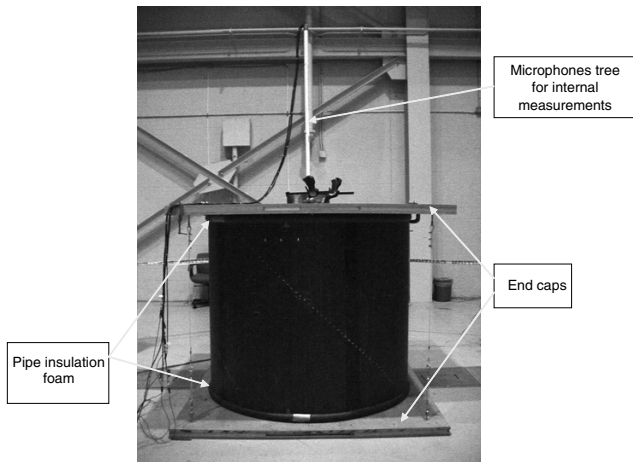 Microphones tree
for internal
measurements
End caps
Pipe insulation
foam